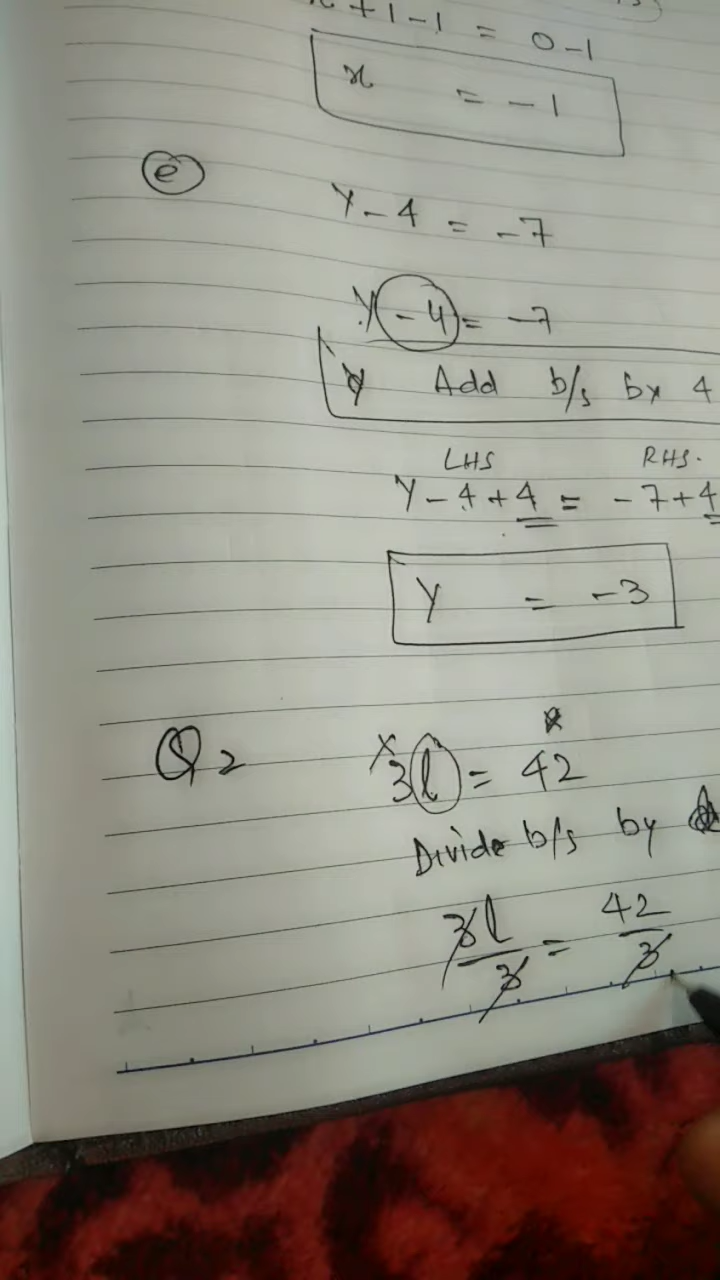 x + 1 - 1 = 0 - 1
x = - 1
e
y - 4 = - 7
y - 4 = - 7
Add b/s by 4
LHS RHS.
y - 4 + 4 = - 7 + 4
y = - 3
Q 2
3l = 42
Divide b/s by
3l/3 = 42/3